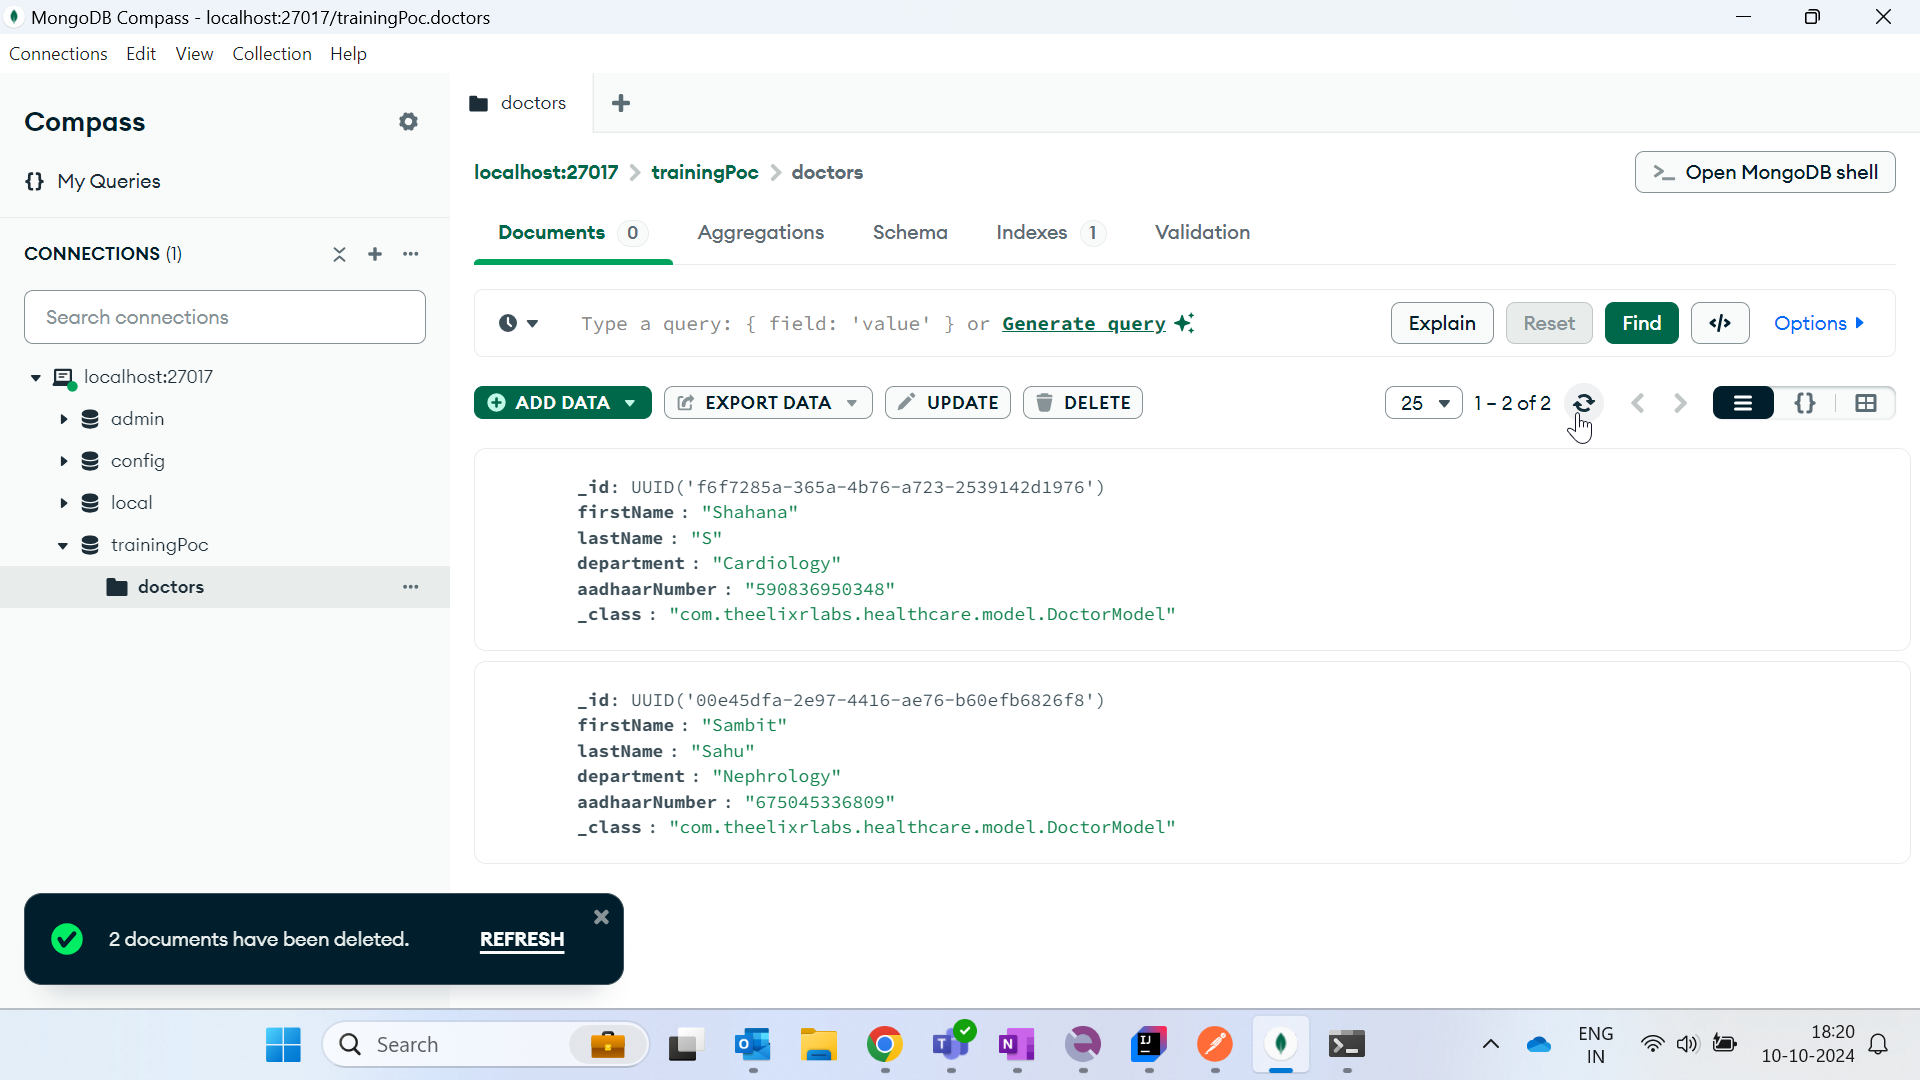 MongoDB Compass - localhost:27017/trainingPoc.doctors
Connections Edit View Collection Help
Compass
{} My Queries
CONNECTIONS (1)
Search connections
localhost:27017
admin
config
local
trainingPoc
doctors
doctors
localhost:27017 > trainingPoc > doctors
>_ Open MongoDB shell
Documents 0 Aggregations Schema Indexes 1 Validation
Type a query: { field: 'value' } or Generate query
Explain Reset Find </> Options
ADD DATA EXPORT DATA UPDATE DELETE
25 1 – 2 of 2 {}
_id: UUID('f6f7285a-365a-4b76-a723-2539142d1976')
firstName : "Shahana"
lastName : "S"
department : "Cardiology"
aadhaarNumber : "590836950348"
_class : "com.theelixrlabs.healthcare.model.DoctorModel"
_id: UUID('00e45dfa-2e97-4416-ae76-b60efb6826f8')
firstName : "Sambit"
lastName : "Sahu"
department : "Nephrology"
aadhaarNumber : "675045336809"
_class : "com.theelixrlabs.healthcare.model.DoctorModel"
2 documents have been deleted. REFRESH
Search
ENG
IN
18:20
10-10-2024